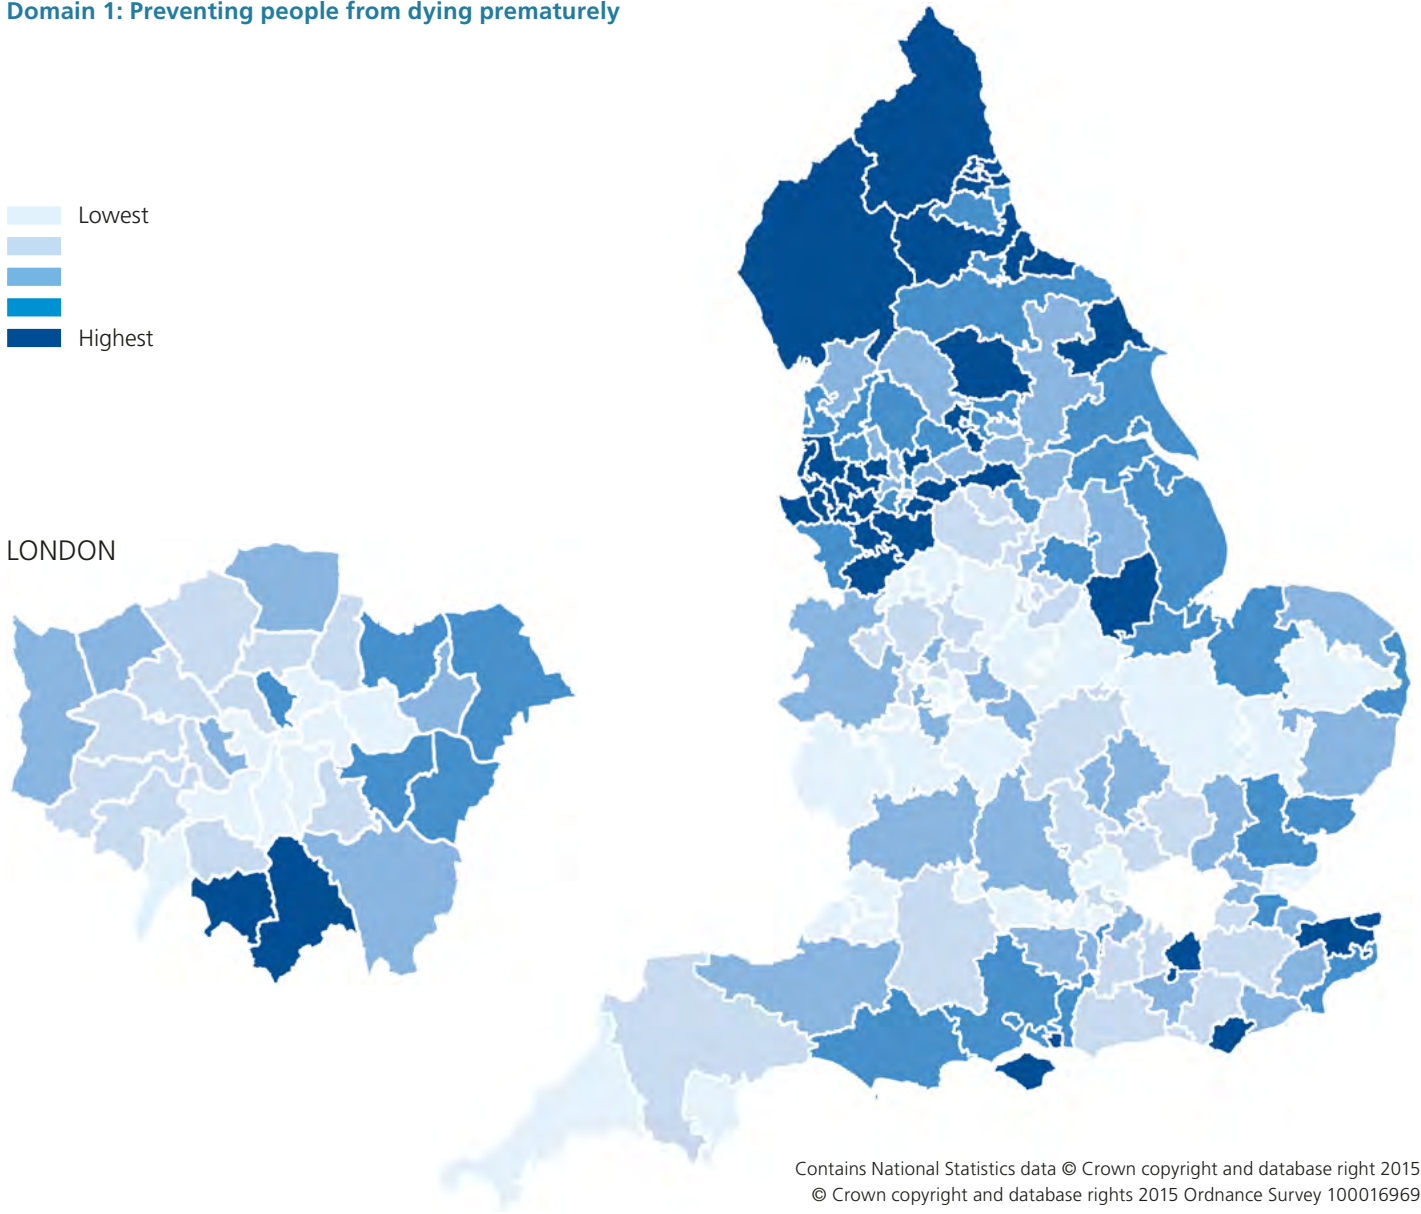 Domain 1: Preventing people from dying prematurely
Lowest
Highest
LONDON
Contains National Statistics data © Crown copyright and database right 2015
© Crown copyright and database rights 2015 Ordnance Survey 100016969